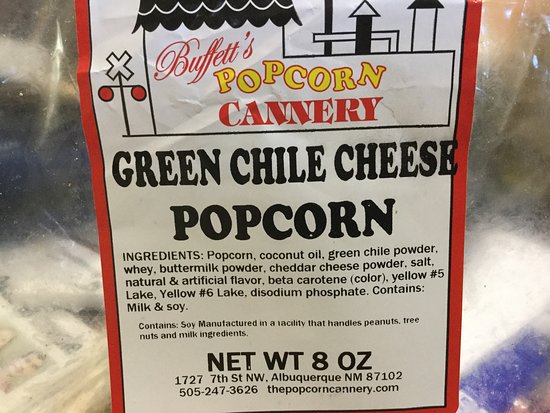 Buffett's
POPCORN
CANNERY
GREEN CHILE CHEESE
POPCORN
INGREDIENTS: Popcorn, coconut oil, green chile powder,
whey, buttermilk powder, cheddar cheese powder, salt,
natural & artificial flavor, beta carotene (color), yellow #5
Lake, Yellow #6 Lake, disodium phosphate. Contains:
Milk & soy.
Contains: Soy Manufactured in a facility that handles peanuts, tree
nuts and milk ingredients.
NET WT 8 OZ
1727 7th St NW, Albuquerque NM 87102
505-247-3626 thepopcorncannery.com